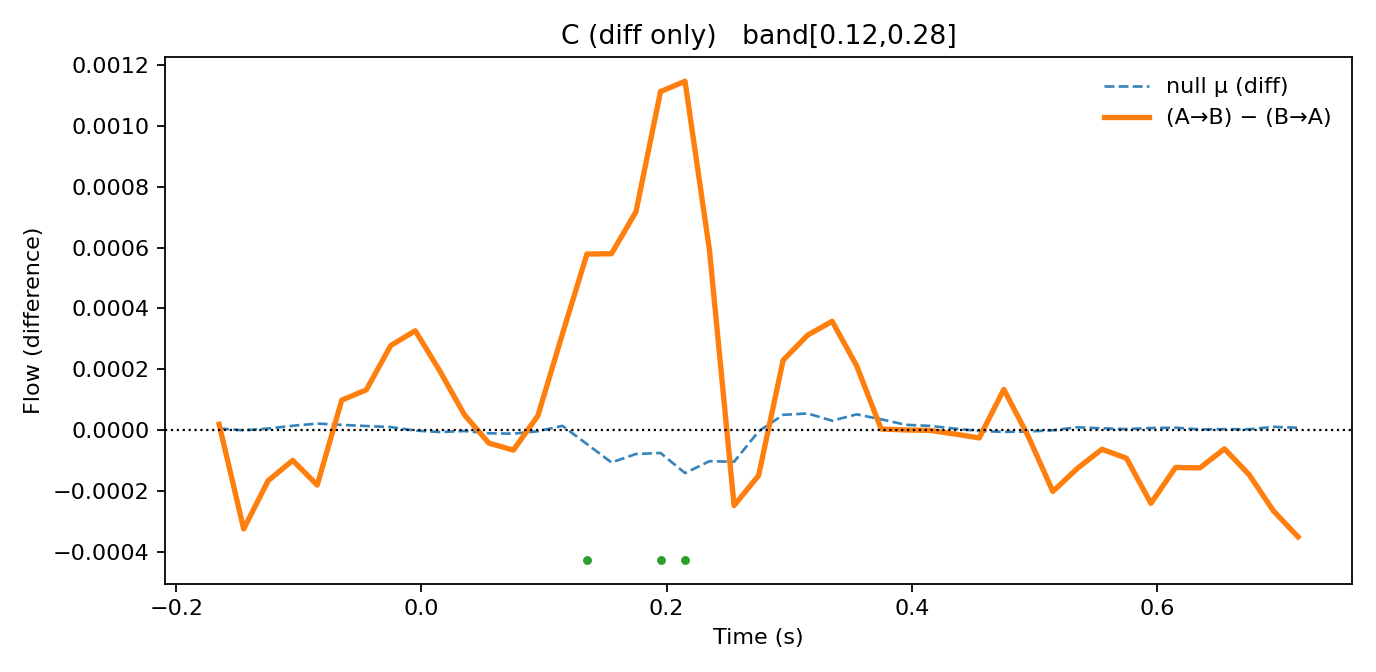 C (diff only)   band[0.12,0.28]
0.0012
0.0010
0.0008
0.0006
0.0004
0.0002
0.0000
−0.0002
−0.0004
Flow (difference)
null μ (diff)
(A→B) − (B→A)
−0.2
0.0
0.2
0.4
0.6
Time (s)